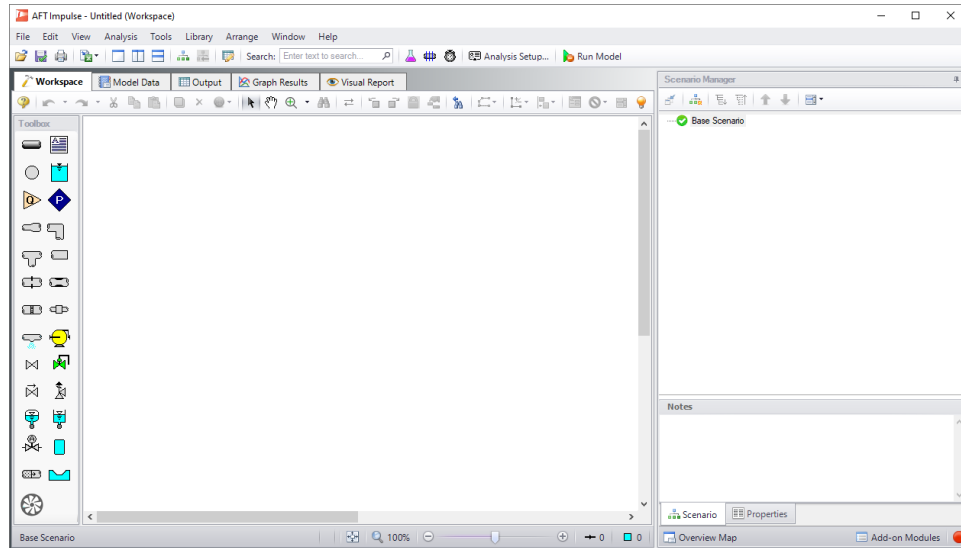 AFT Impulse - Untitled (Workspace)
File Edit View Analysis Tools Library Arrange Window Help
Search: Enter text to search... Analysis Setup... Run Model
Workspace Model Data Output Graph Results Visual Report
Scenario Manager
Toolbox
Base Scenario
Q P
Notes
Scenario Properties
Base Scenario 100% 0 0 Overview Map Add-on Modules